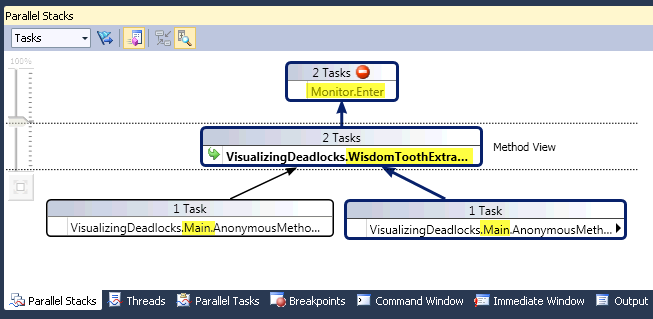 Parallel Stacks
Tasks
100%
2 Tasks
Monitor.Enter
2 Tasks
VisualizingDeadlocks.WisdomToothExtra...
Method View
1 Task
VisualizingDeadlocks.Main.AnonymousMetho...
1 Task
VisualizingDeadlocks.Main.AnonymousMeth...
Parallel Stacks Threads Parallel Tasks Breakpoints Command Window Immediate Window Output